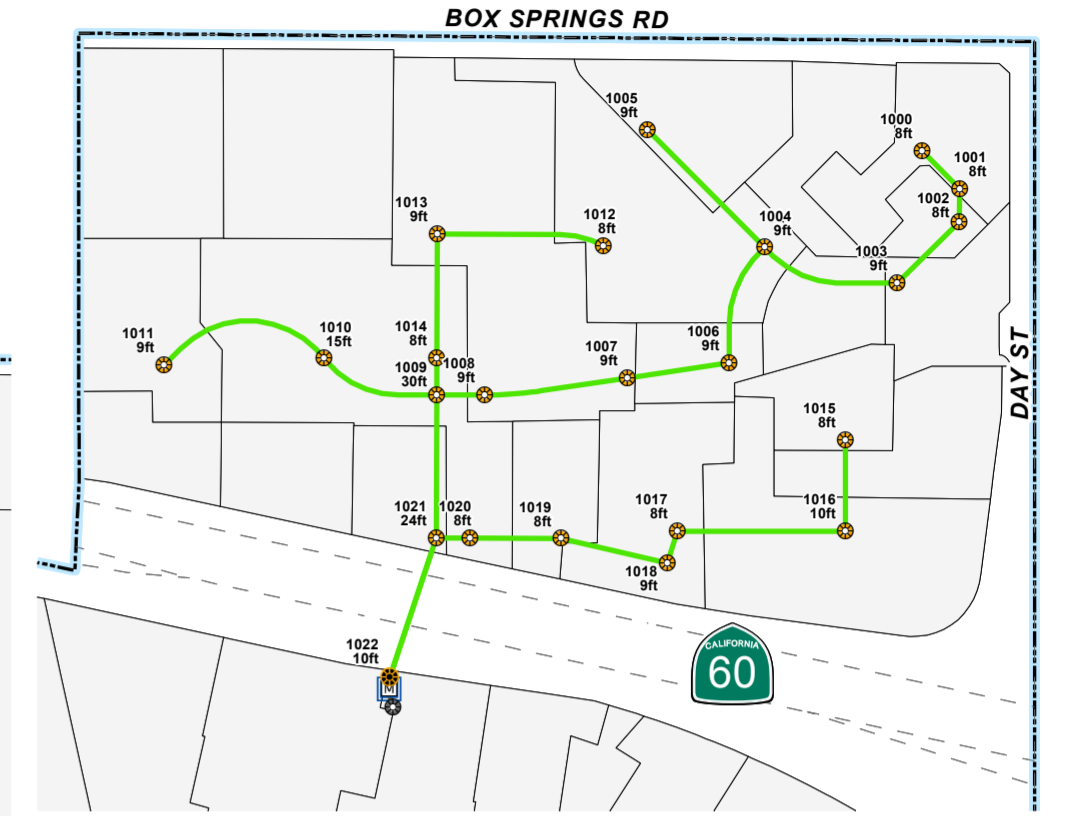 BOX SPRINGS RD
1005
9ft
1000
8ft
1001
8ft
1002
8ft
1013
9ft
1012
8ft
1004
9ft
1003
9ft
1011
9ft
1010
15ft
1014
8ft
1009
30ft
1008
9ft
1007
9ft
1006
9ft
DAY ST
1015
8ft
1021
24ft
1020
8ft
1019
8ft
1017
8ft
1016
10ft
1018
9ft
1022
10ft
M
CALIFORNIA
60